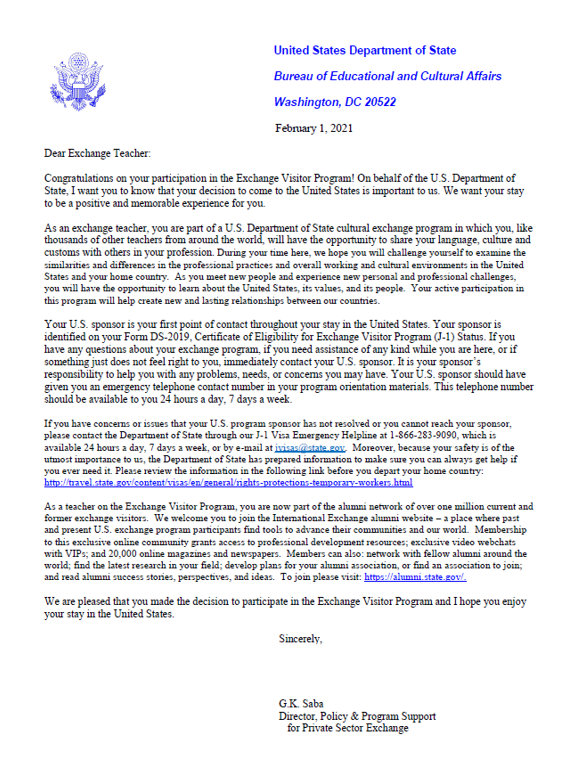 United States Department of State
Bureau of Educational and Cultural Affairs
Washington, DC 20522
February 1, 2021
Dear Exchange Teacher:
Congratulations on your participation in the Exchange Visitor Program! On behalf of the U.S. Department of
State, I want you to know that your decision to come to the United States is important to us. We want your stay
to be a positive and memorable experience for you.
As an exchange teacher, you are part of a U.S. Department of State cultural exchange program in which you, like
thousands of other teachers from around the world, will have the opportunity to share your language, culture and
customs with others in your profession. During your time here, we hope you will challenge yourself to examine the
similarities and differences in the professional practices and overall working and cultural environments in the United
States and your home country. As you meet new people and experience new personal and professional challenges,
you will have the opportunity to learn about the United States, its values, and its people. Your active participation in
this program will help create new and lasting relationships between our countries.
Your U.S. sponsor is your first point of contact throughout your stay in the United States. Your sponsor is
identified on your Form DS-2019, Certificate of Eligibility for Exchange Visitor Program (J-1) Status. If you
have any questions about your exchange program, if you need assistance of any kind while you are here, or if
something just does not feel right to you, immediately contact your U.S. sponsor. It is your sponsor's
responsibility to help you with any problems, needs, or concerns you may have. Your U.S. sponsor should have
given you an emergency telephone contact number in your program orientation materials. This telephone number
should be available to you 24 hours a day, 7 days a week.
If you have concerns or issues that your U.S. program sponsor has not resolved or you cannot reach your sponsor,
please contact the Department of State through our J-1 Visa Emergency Helpline at 1-866-283-9090, which is
available 24 hours a day, 7 days a week, or by e-mail at jvisas@state.gov. Moreover, because your safety is of the
utmost importance to us, the Department of State has prepared information to make sure you can always get help if
you ever need it. Please review the information in the following link before you depart your home country:
http://travel.state.gov/content/visas/en/general/rights-protections-temporary-workers.html
As a teacher on the Exchange Visitor Program, you are now part of the alumni network of over one million current and
former exchange visitors. We welcome you to join the International Exchange alumni website – a place where past
and present U.S. exchange program participants find tools to advance their communities and our world. Membership
to this exclusive online community grants access to professional development resources; exclusive video webchats
with VIPs; and 20,000 online magazines and newspapers. Members can also: network with fellow alumni around the
world; find the latest research in your field; develop plans for your alumni association, or find an association to join;
and read alumni success stories, perspectives, and ideas. To join please visit: https://alumni.state.gov/.
We are pleased that you made the decision to participate in the Exchange Visitor Program and I hope you enjoy
your stay in the United States.
Sincerely,
G.K. Saba
Director, Policy & Program Support
for Private Sector Exchange